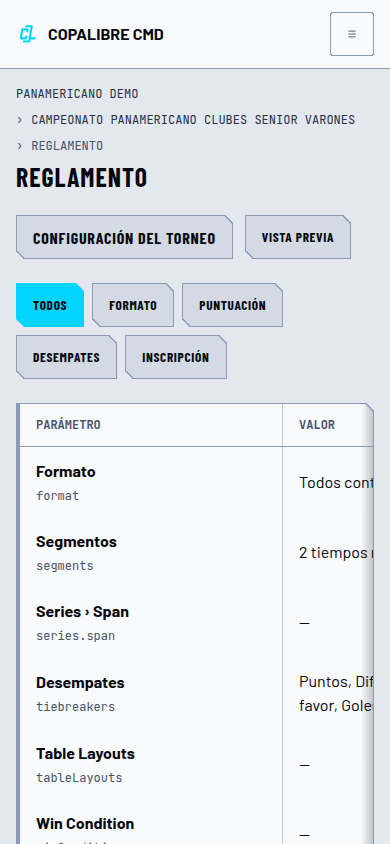 COPALIBRE CMD
PANAMERICANO DEMO
› CAMPEONATO PANAMERICANO CLUBES SENIOR VARONES
› REGLAMENTO
REGLAMENTO
CONFIGURACIÓN DEL TORNEO
VISTA PREVIA
TODOS
FORMATO
PUNTUACIÓN
DESEMPATES
INSCRIPCIÓN
PARÁMETRO
VALOR
Formato
format
Todos cont
Segmentos
segments
2 tiempos
Series › Span
series.span
—
Desempates
tiebreakers
Puntos, Dif
favor, Gole
Table Layouts
tableLayouts
—
Win Condition
—